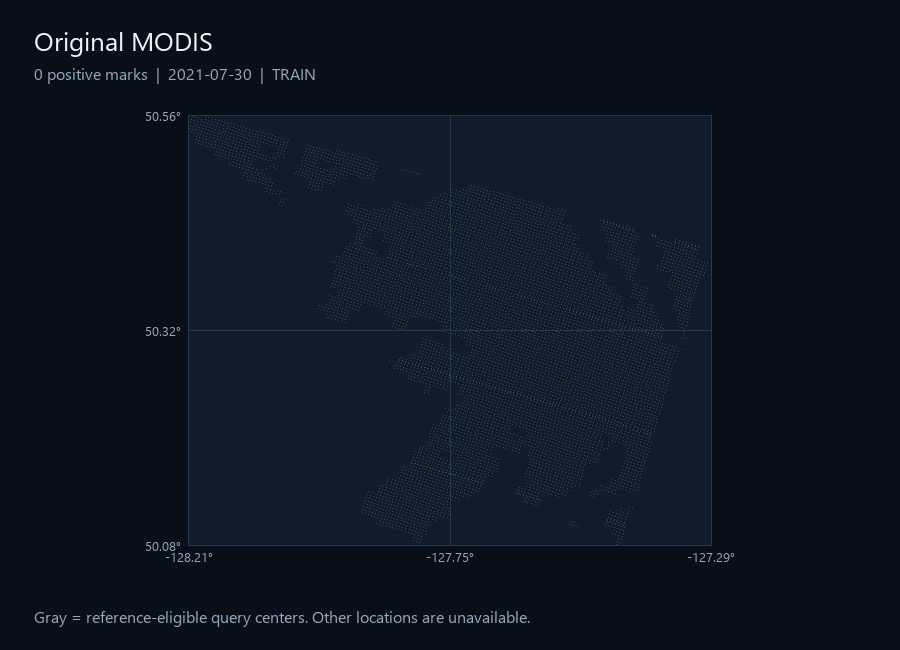 Original MODIS
0 positive marks | 2021-07-30 | TRAIN
50.56°
50.32°
50.08°
-128.21° -127.75° -127.29°
Gray = reference-eligible query centers. Other locations are unavailable.